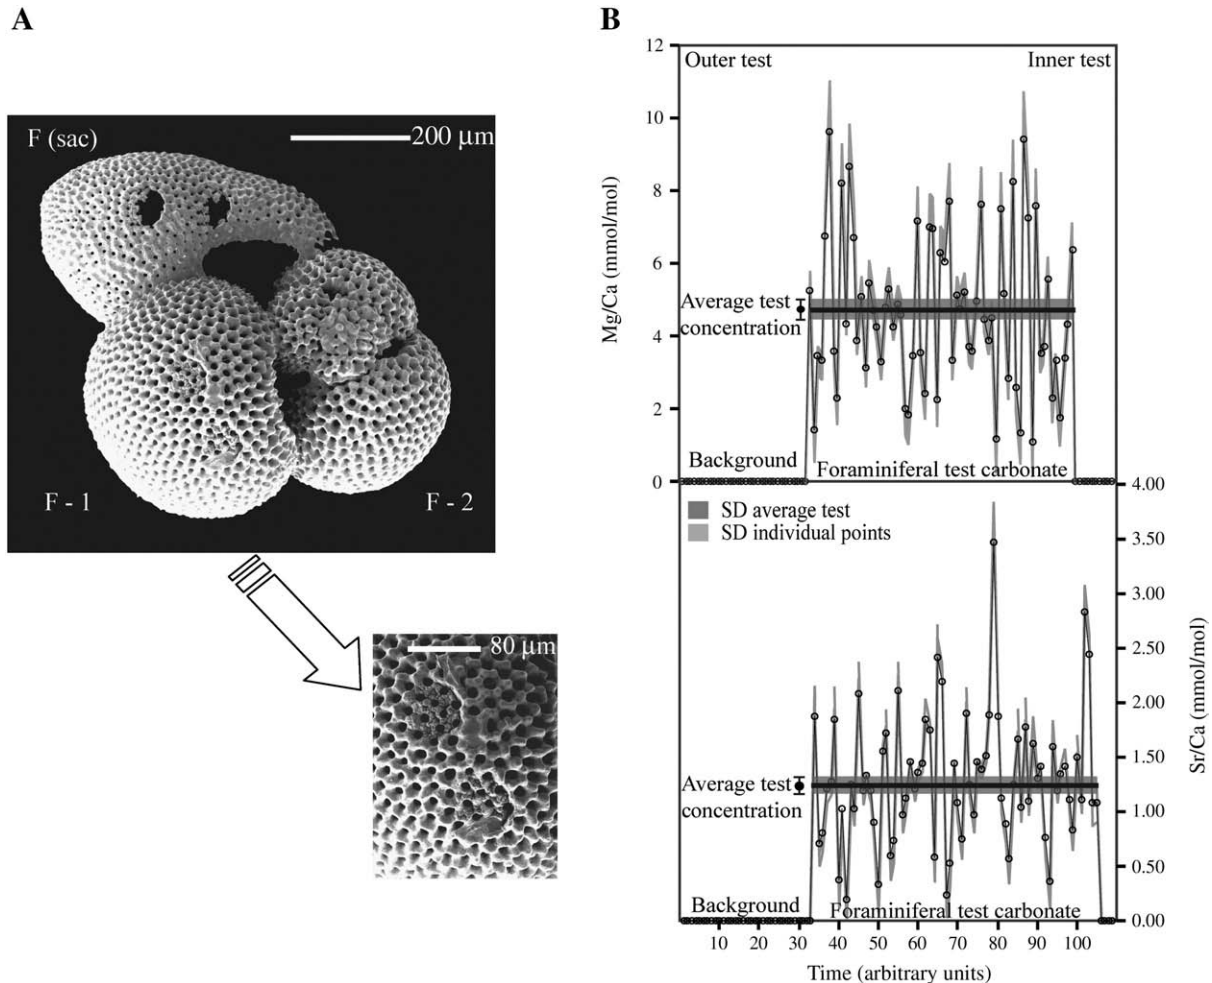 A
F (sac)
200 µm
F - 1
F - 2
80 µm
B
12
10
8
6
4
2
0
Mg/Ca (mmol/mol)
Outer test
Inner test
Average test
concentration
Background
Foraminiferal test carbonate
SD average test
SD individual points
4.00
3.50
3.00
2.50
2.00
1.50
1.00
0.50
0.00
Sr/Ca (mmol/mol)
Average test
concentration
Background
Foraminiferal test carbonate
10 20 30 40 50 60 70 80 90 100
Time (arbitrary units)